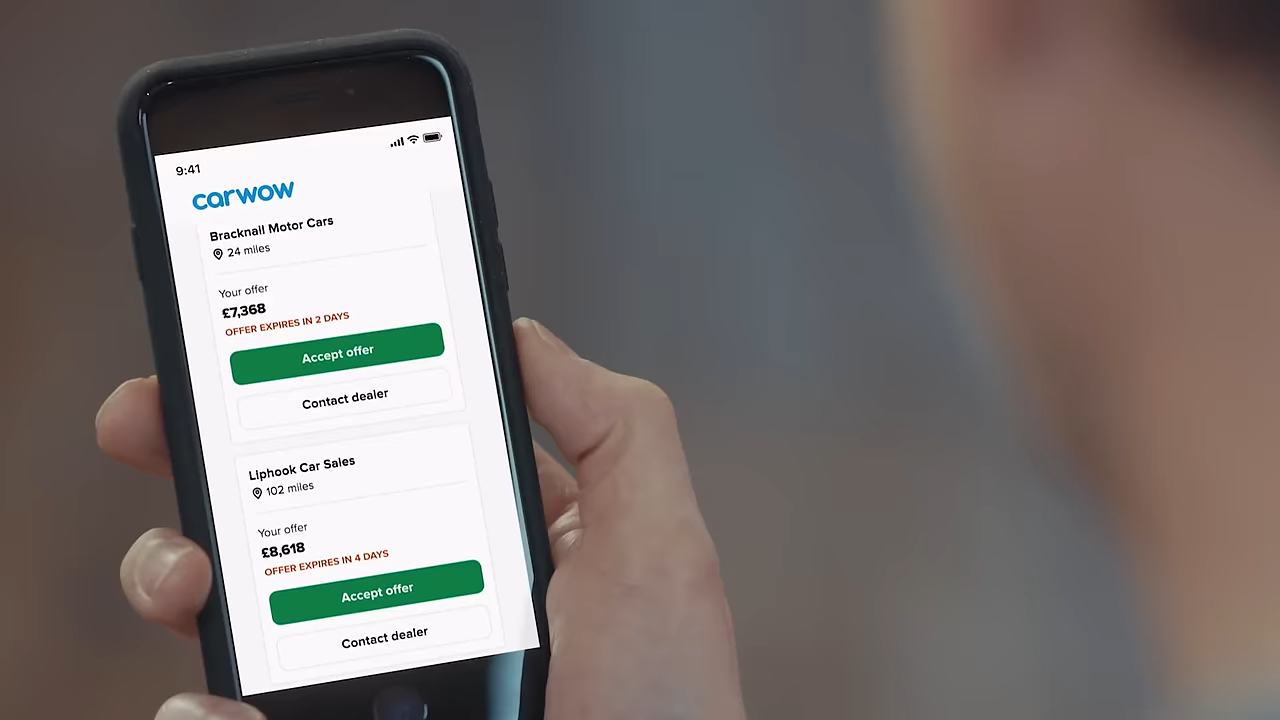 9:41
carwow
Bracknall Motor Cars
24 miles
Your offer
£7,368
OFFER EXPIRES IN 2 DAYS
Accept offer
Contact dealer
Liphook Car Sales
102 miles
Your offer
£8,618
OFFER EXPIRES IN 4 DAYS
Accept offer
Contact dealer